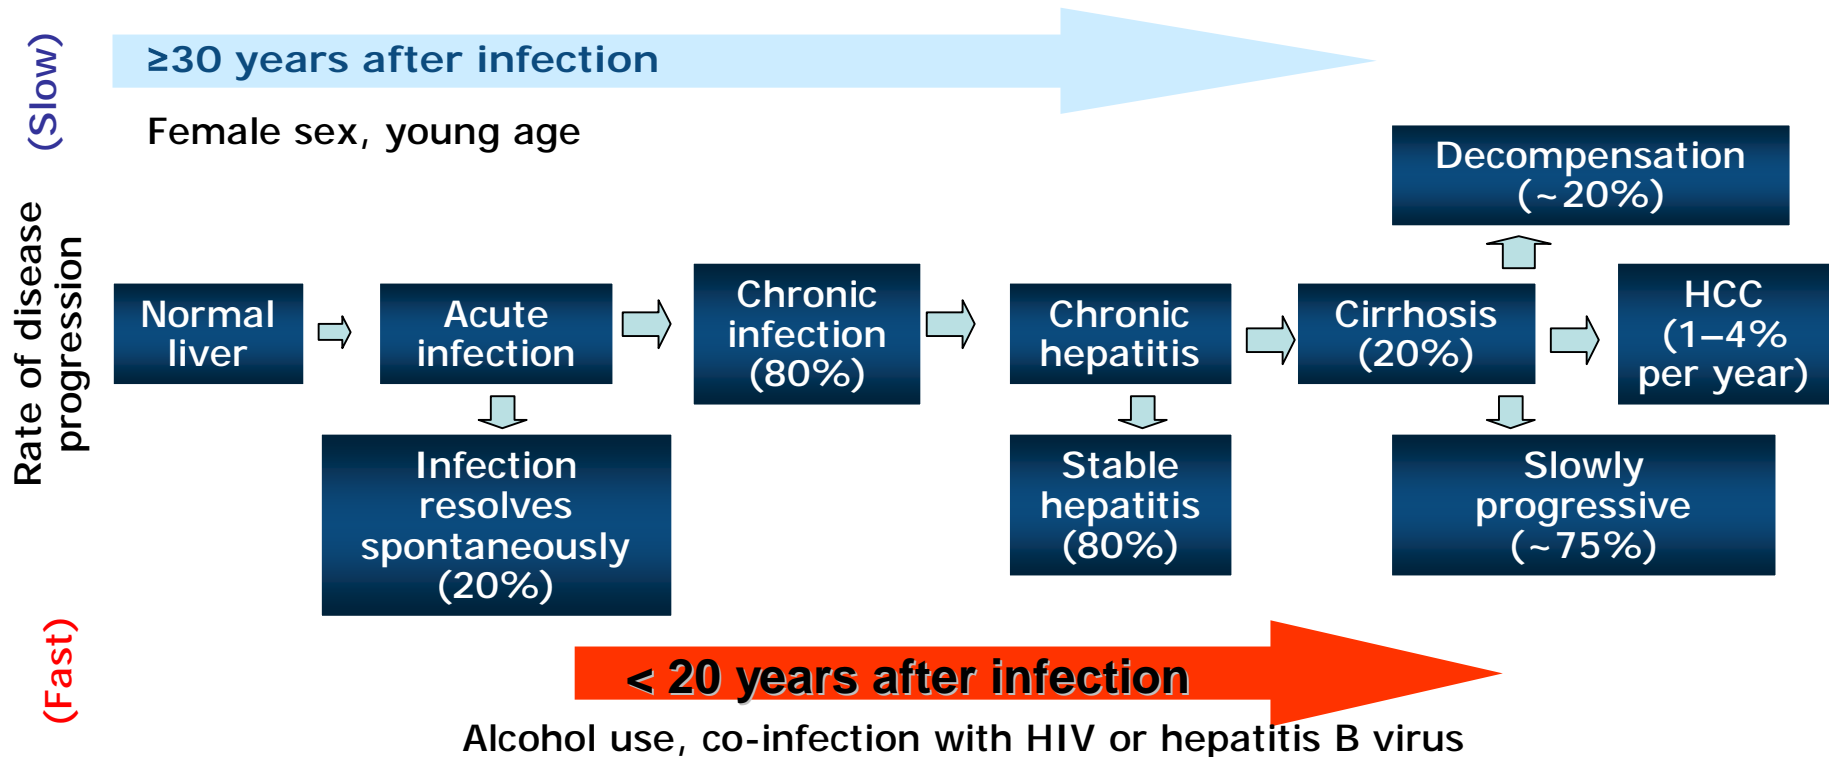 (Slow)
≥30 years after infection
Female sex, young age
Rate of disease
progression
Decompensation
(~20%)
Normal
liver
Acute
infection
Chronic
infection
(80%)
Chronic
hepatitis
Cirrhosis
(20%)
HCC
(1–4%
per year)
Infection
resolves
spontaneously
(20%)
Stable
hepatitis
(80%)
Slowly
progressive
(~75%)
(Fast)
< 20 years after infection
Alcohol use, co-infection with HIV or hepatitis B virus